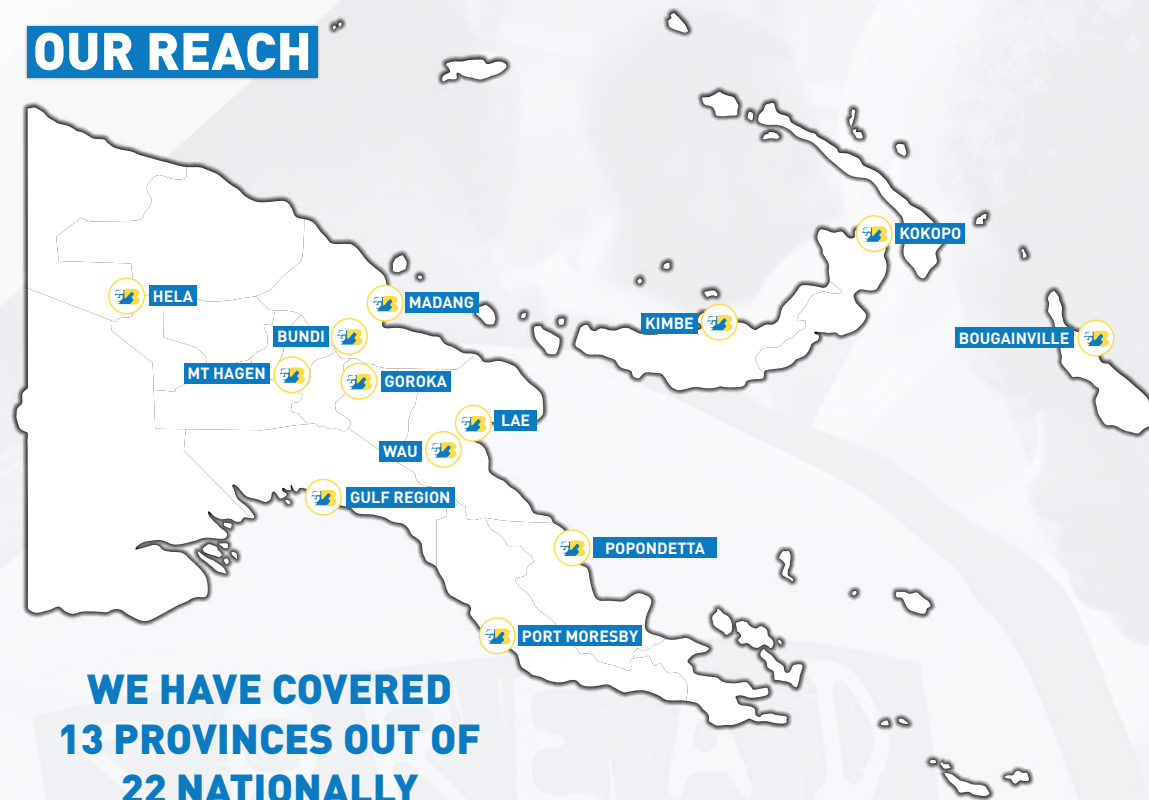 OUR REACH
KOKOPO
HELA
MADANG
KIMBE
BUNDI
BOUGAINVILLE
MT HAGEN
GOROKA
LAE
WAU
GULF REGION
POPONDETTA
PORT MORESBY
WE HAVE COVERED
13 PROVINCES OUT OF
22 NATIONALLY